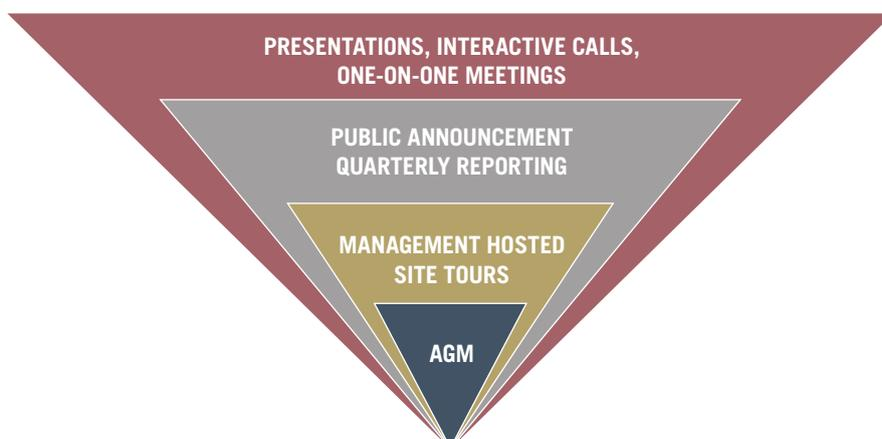 PRESENTATIONS, INTERACTIVE CALLS,
ONE-ON-ONE MEETINGS
PUBLIC ANNOUNCEMENT
QUARTERLY REPORTING
MANAGEMENT HOSTED
SITE TOURS
AGM